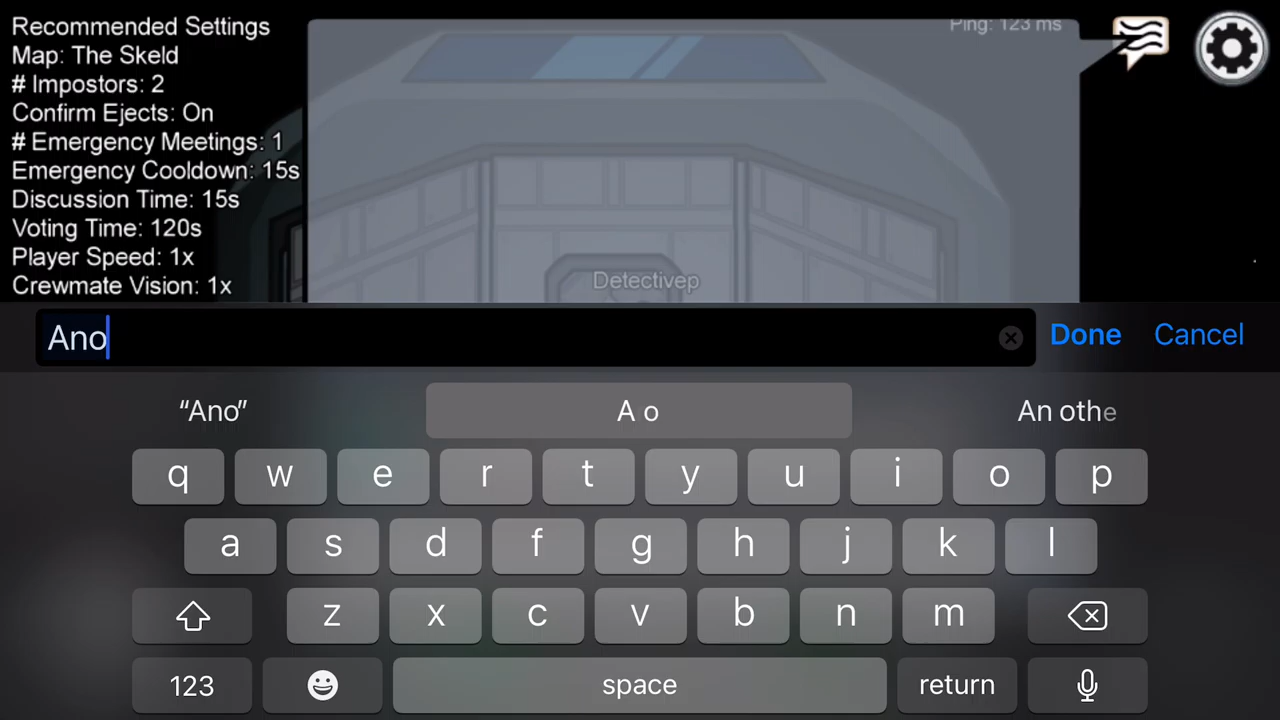 Recommended Settings
Map: The Skeld
# Impostors: 2
Confirm Ejects: On
# Emergency Meetings: 1
Emergency Cooldown: 15s
Discussion Time: 15s
Voting Time: 120s
Player Speed: 1x
Crewmate Vision: 1x
Ping: 123 ms
Detectivep
Ano
Done
Cancel
“Ano”
A o
An othe
q w e r t y u i o p
a s d f g h j k l
z x c v b n m
123
space
return